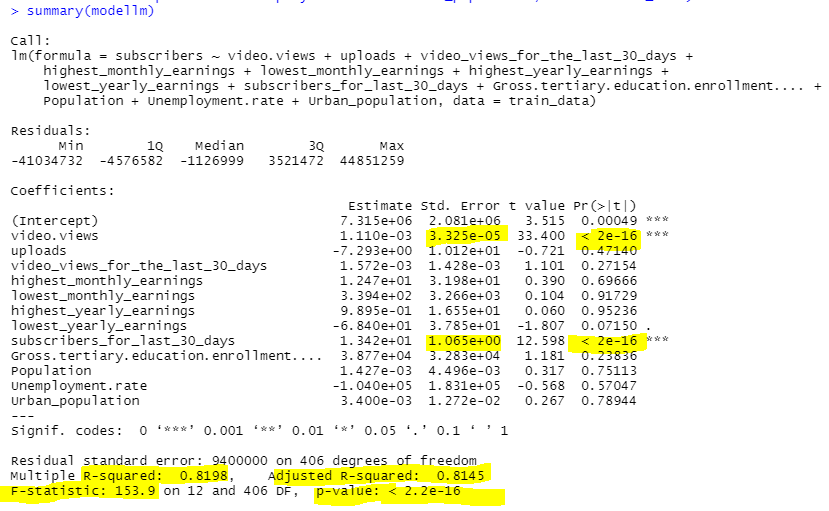 > summary(modellm)
Call:
lm(formula = subscribers ~ video.views + uploads + video_views_for_the_last_30_days +
highest_monthly_earnings + lowest_monthly_earnings + highest_yearly_earnings +
lowest_yearly_earnings + subscribers_for_last_30_days + Gross.tertiary.education.enrollment.... +
Population + Unemployment.rate + Urban_population, data = train_data)
Residuals:
Min 1Q Median 3Q Max
-41034732 -4576582 -1126999 3521472 44851259
Coefficients:
Estimate Std. Error t value Pr(>|t|)
(Intercept) 7.315e+06 2.081e+06 3.515 0.00049 ***
video.views 1.110e-03 3.325e-05 33.400 < 2e-16 ***
uploads -7.293e+00 1.012e+01 -0.721 0.47140
video_views_for_the_last_30_days 1.572e-03 1.428e-03 1.101 0.27154
highest_monthly_earnings 1.247e+01 3.198e+01 0.390 0.69666
lowest_monthly_earnings 3.394e+02 3.266e+03 0.104 0.91729
highest_yearly_earnings 9.895e-01 1.655e+01 0.060 0.95236
lowest_yearly_earnings -6.840e+01 3.785e+01 -1.807 0.07150 .
subscribers_for_last_30_days 1.342e+01 1.065e+00 12.598 < 2e-16 ***
Gross.tertiary.education.enrollment.... 3.877e+04 3.283e+04 1.181 0.23836
Population 1.427e-03 4.496e-03 0.317 0.75113
Unemployment.rate -1.040e+05 1.831e+05 -0.568 0.57047
Urban_population 3.400e-03 1.272e-02 0.267 0.78944
---
Signif. codes: 0 ‘***’ 0.001 ‘**’ 0.01 ‘*’ 0.05 ‘.’ 0.1 ‘ ’ 1
Residual standard error: 9400000 on 406 degrees of freedom
Multiple R-squared: 0.8198, Adjusted R-squared: 0.8145
F-statistic: 153.9 on 12 and 406 DF, p-value: < 2.2e-16